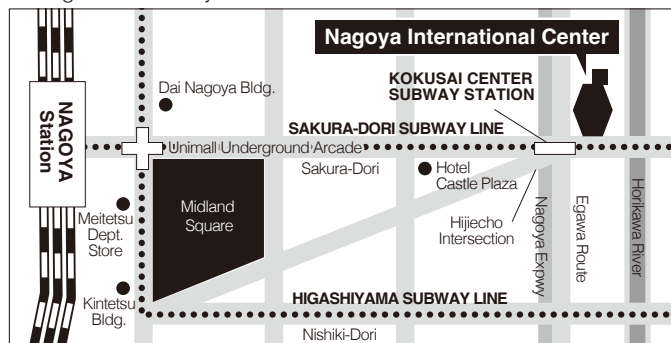 Nagoya International Center
Dai Nagoya Bldg.
KOKUSAI CENTER
SUBWAY STATION
NAGOYA
Station
SAKURA-DORI SUBWAY LINE
Unimall Underground Arcade
Sakura-Dori
Hotel
Castle Plaza
Midland
Square
Meitetsu
Dept.
Store
Hijiecho
Intersection
Nagoya Expwy
Egawa Route
Horikawa River
Kintetsu
Bldg.
HIGASHIYAMA SUBWAY LINE
Nishiki-Dori